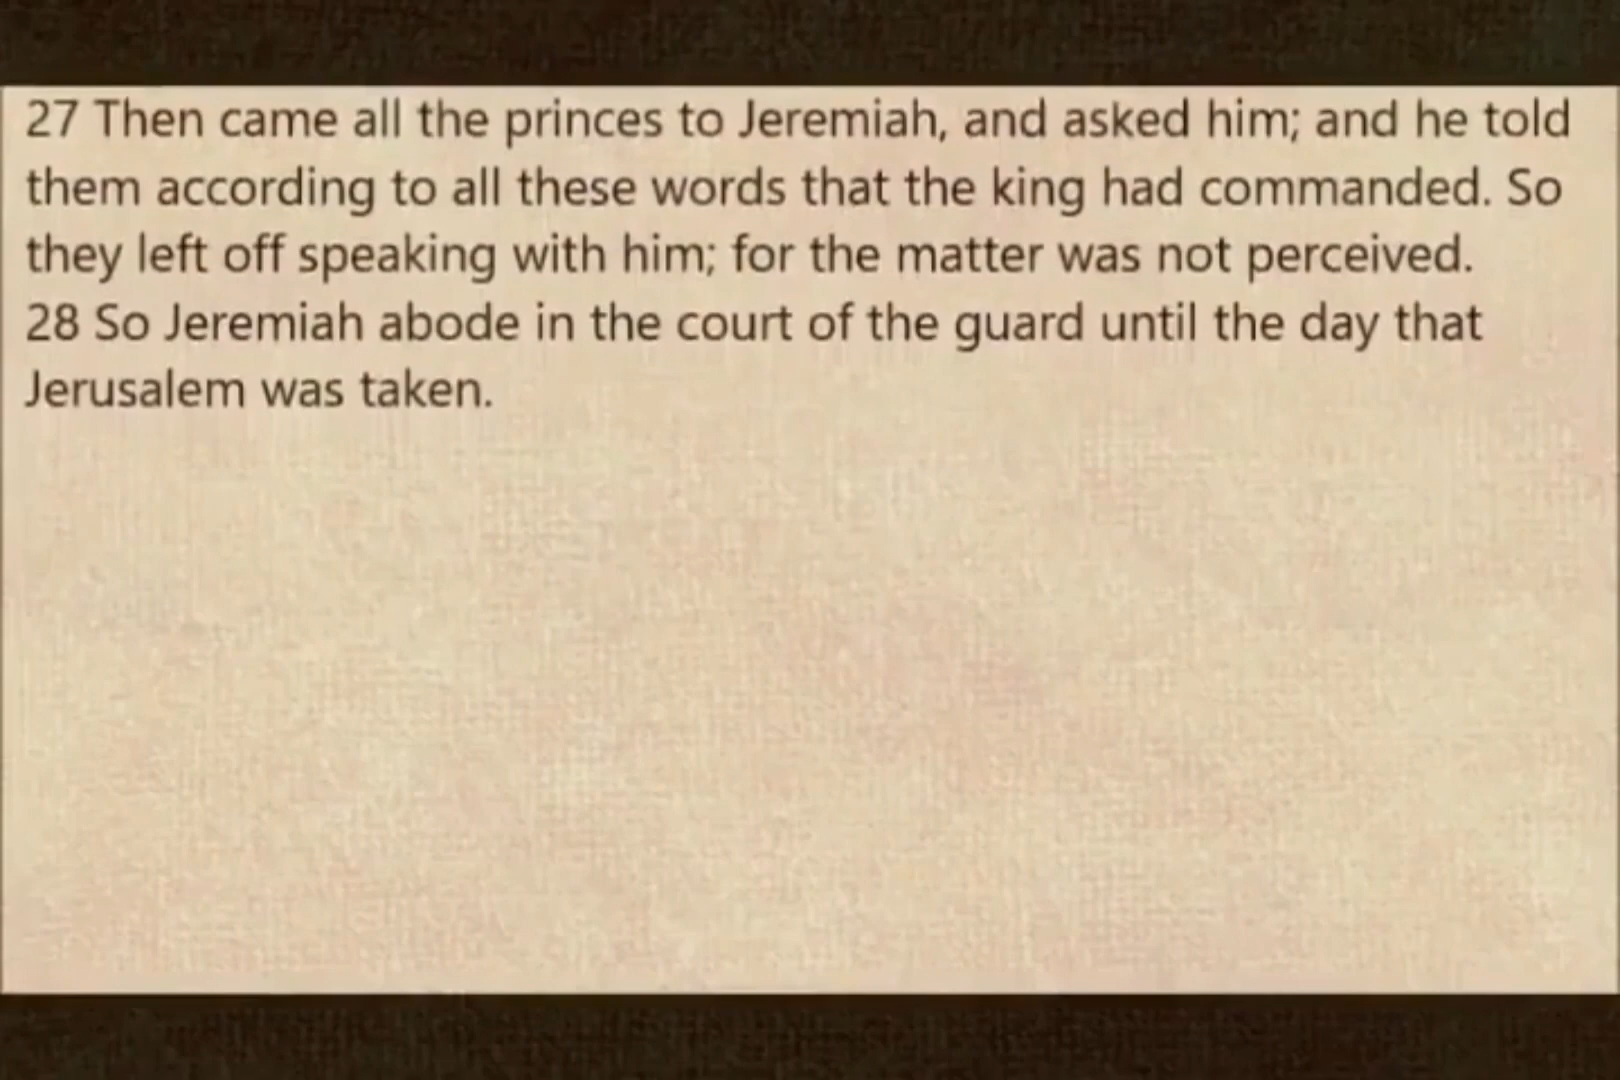 27 Then came all the princes to Jeremiah, and asked him; and he told
them according to all these words that the king had commanded. So
they left off speaking with him; for the matter was not perceived.
28 So Jeremiah abode in the court of the guard until the day that
Jerusalem was taken.